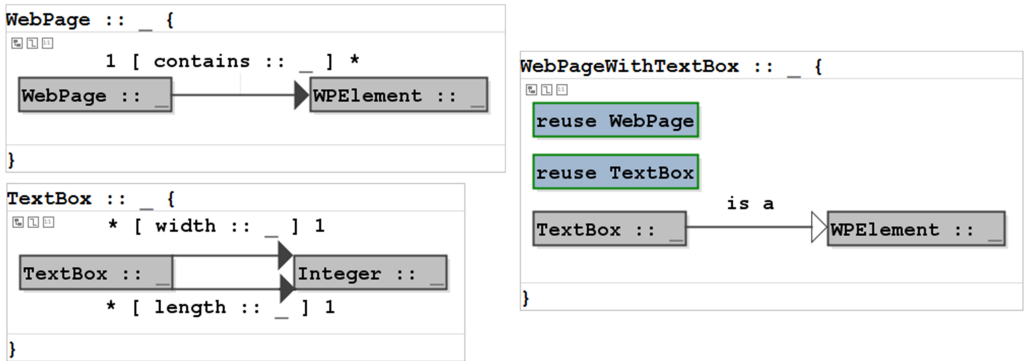 WebPage :: _ {
1 [ contains :: _ ] *
WebPage :: _
WPElement :: _
}
TextBox :: _ {
* [ width :: _ ] 1
TextBox :: _
Integer :: _
* [ length :: _ ] 1
}
WebPageWithTextBox :: _ {
reuse WebPage
reuse TextBox
is a
TextBox :: _
WPElement :: _
}